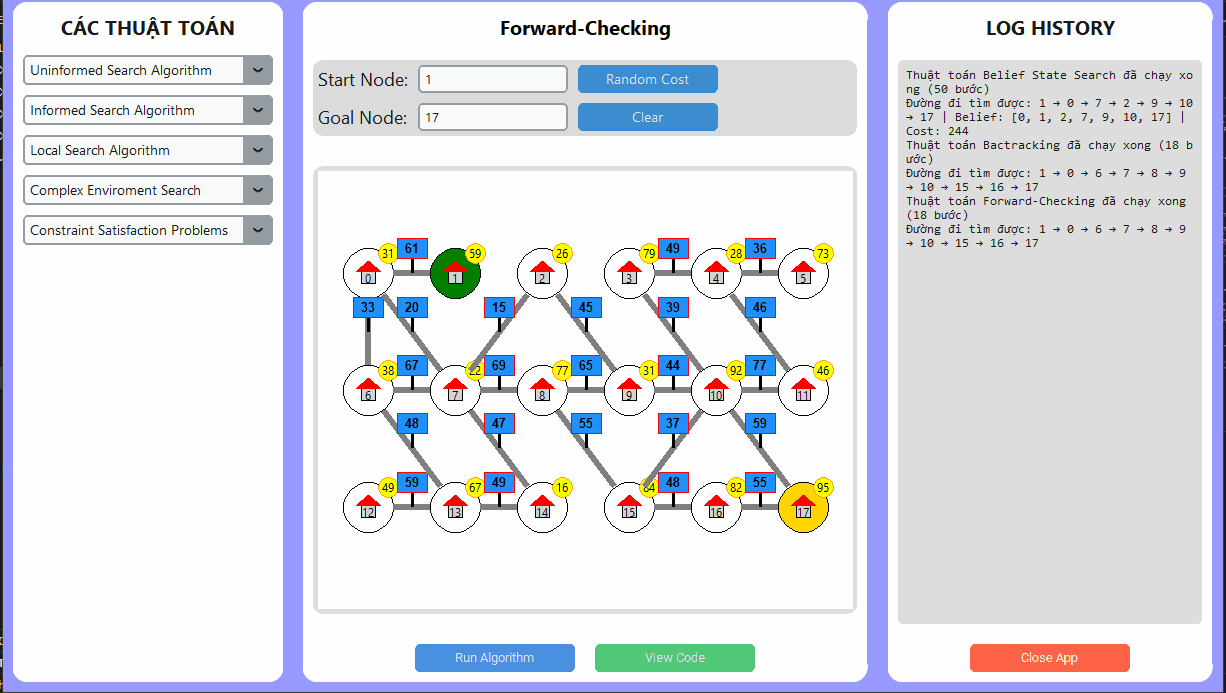 CÁC THUẬT TOÁN
Uninformed Search Algorithm
Informed Search Algorithm
Local Search Algorithm
Complex Enviroment Search
Constraint Satisfaction Problems
Forward-Checking
Start Node: 1 Random Cost
Goal Node: 17 Clear
31 61 59 26 79 49 28 36 73
0 1 2 3 4 5
33 20 15 45 39 46
38 67 22 69 77 65 31 44 92 77 46
6 7 8 9 10 11
48 47 55 37 59
49 59 67 49 16 64 48 82 55 95
12 13 14 15 16 17
Run Algorithm View Code
LOG HISTORY
Thuật toán Belief State Search đã chạy xo
ng (50 bước)
Đường đi tìm được: 1 → 0 → 7 → 2 → 9 → 10
→ 17 | Belief: [0, 1, 2, 7, 9, 10, 17] |
Cost: 244
Thuật toán Bactracking đã chạy xong (18 b
ước)
Đường đi tìm được: 1 → 0 → 6 → 7 → 8 → 9
→ 10 → 15 → 16 → 17
Thuật toán Forward-Checking đã chạy xong
(18 bước)
Đường đi tìm được: 1 → 0 → 6 → 7 → 8 → 9
→ 10 → 15 → 16 → 17
Close App